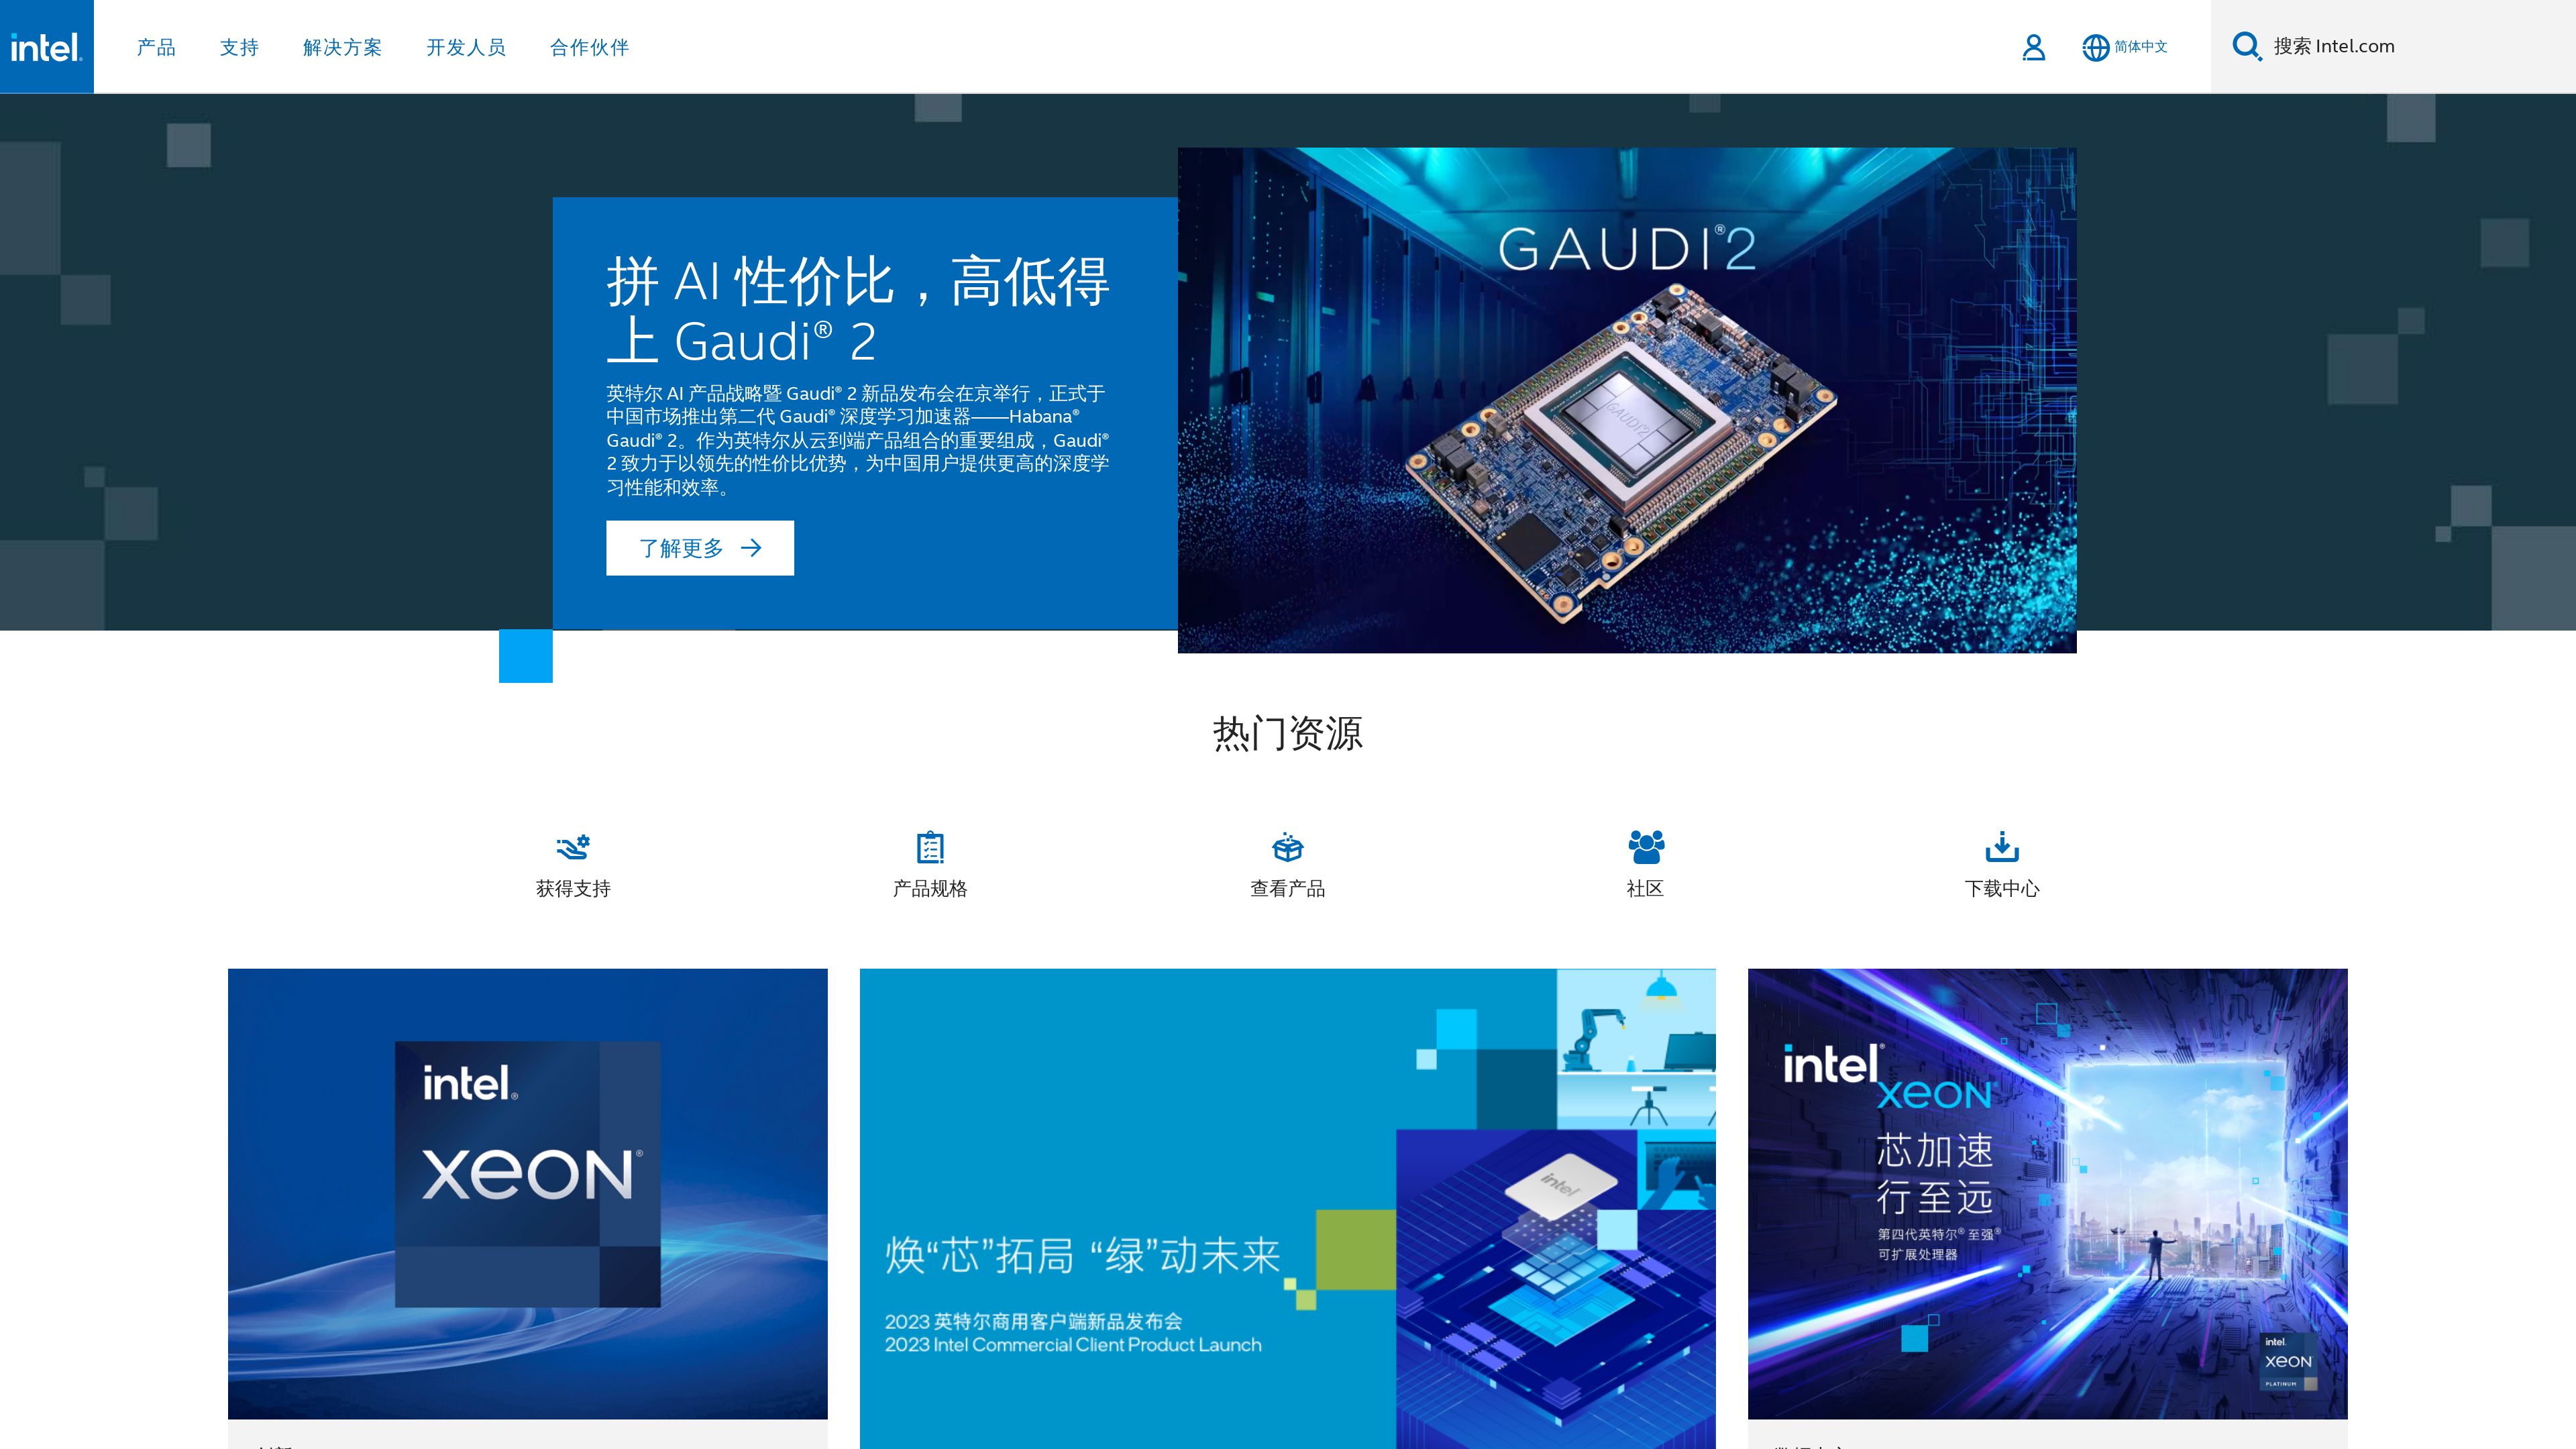 intel.
产品
支持
解决方案
开发人员
合作伙伴
简体中文
搜索 Intel.com
拼 AI 性价比，高低得
上 Gaudi® 2
英特尔 AI 产品战略暨 Gaudi® 2 新品发布会在京举行，正式于
中国市场推出第二代 Gaudi® 深度学习加速器——Habana®
Gaudi® 2。作为英特尔从云到端产品组合的重要组成，Gaudi®
2 致力于以领先的性价比优势，为中国用户提供更高的深度学
习性能和效率。
了解更多
GAUDI®2
GAUDI2
热门资源
获得支持
产品规格
查看产品
社区
下载中心
intel®
xeon®
焕“芯”拓局 “绿”动未来
2023 英特尔商用客户端新品发布会
2023 Intel Commercial Client Product Launch
intel
intel®
xeon
芯加速
行至远
第四代英特尔® 至强®
可扩展处理器
intel
xeon
PLATINUM